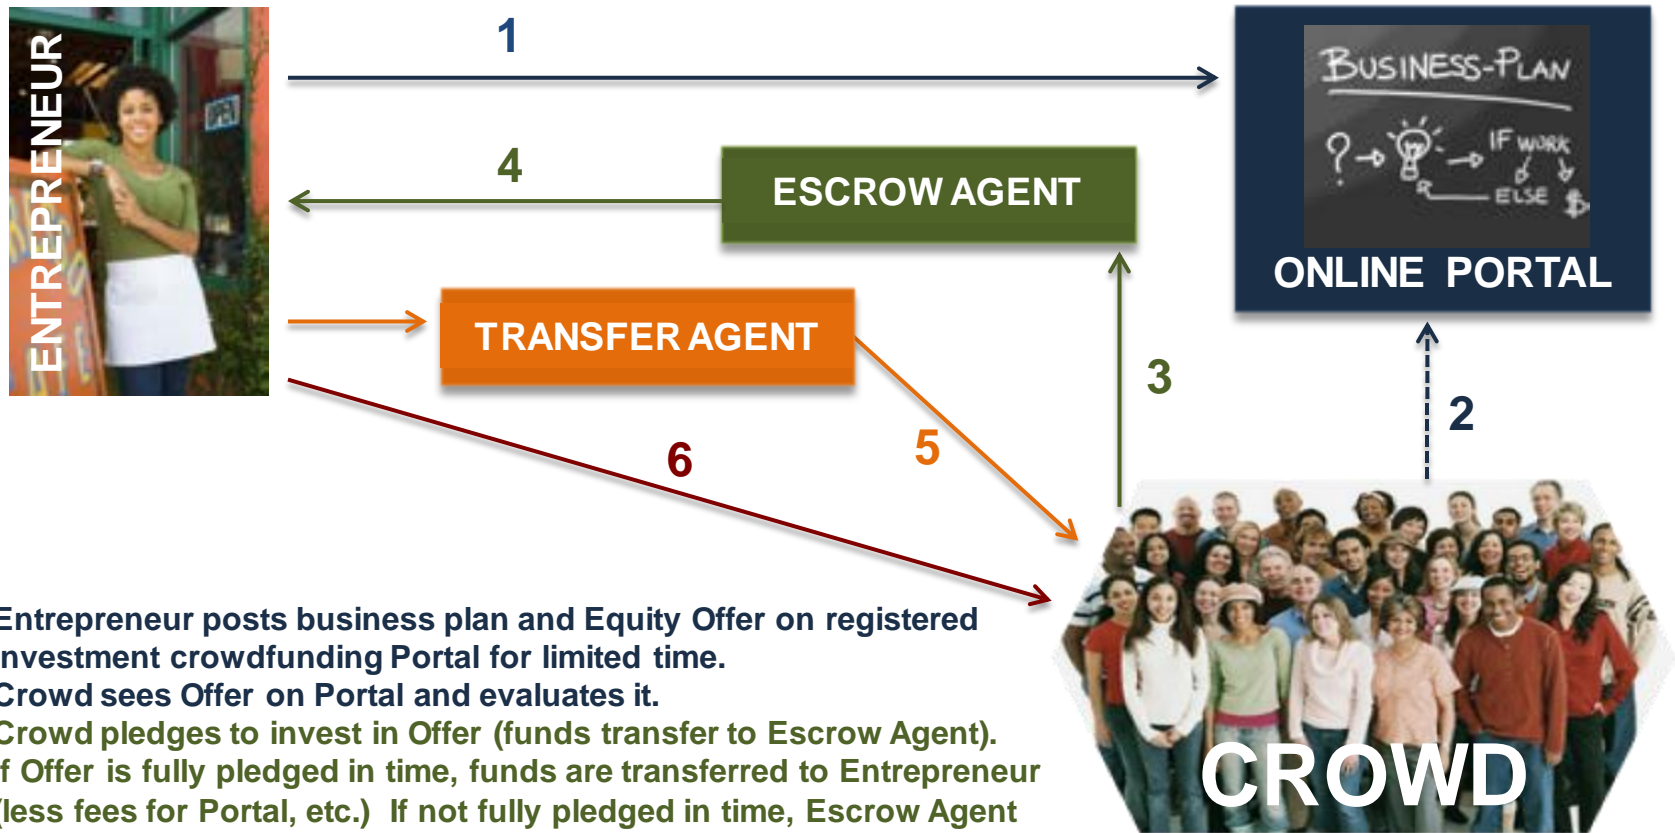 ENTREPRENEUR
1
BUSINESS-PLAN
? IF WORK
ELSE $
ONLINE PORTAL
4
ESCROW AGENT
TRANSFER AGENT
3
2
5
6
CROWD
Entrepreneur posts business plan and Equity Offer on registered
investment crowdfunding Portal for limited time.
Crowd sees Offer on Portal and evaluates it.
Crowd pledges to invest in Offer (funds transfer to Escrow Agent).
If Offer is fully pledged in time, funds are transferred to Entrepreneur
(less fees for Portal, etc.) If not fully pledged in time, Escrow Agent